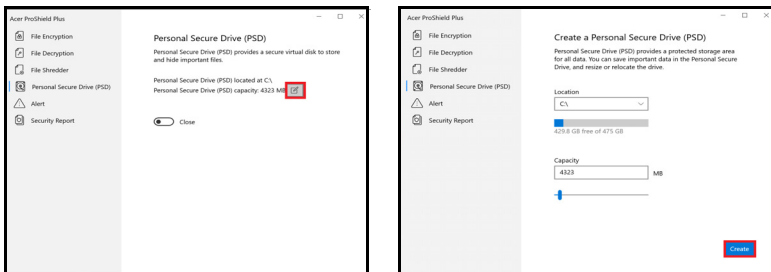 Acer ProShield Plus
File Encryption
File Decryption
File Shredder
Personal Secure Drive (PSD)
Alert
Security Report
Personal Secure Drive (PSD)
Personal Secure Drive (PSD) provides a secure virtual disk to store
and hide important files.
Personal Secure Drive (PSD) located at C:\
Personal Secure Drive (PSD) capacity: 4323 MB
Close
Acer ProShield Plus
File Encryption
File Decryption
File Shredder
Personal Secure Drive (PSD)
Alert
Security Report
Create a Personal Secure Drive (PSD)
Personal Secure Drive (PSD) provides a protected storage area
for all data. You can save important data in the Personal Secure
Drive, and resize or relocate the drive.
Location
C:\
429.8 GB free of 475 GB
Capacity
4323 MB
Create